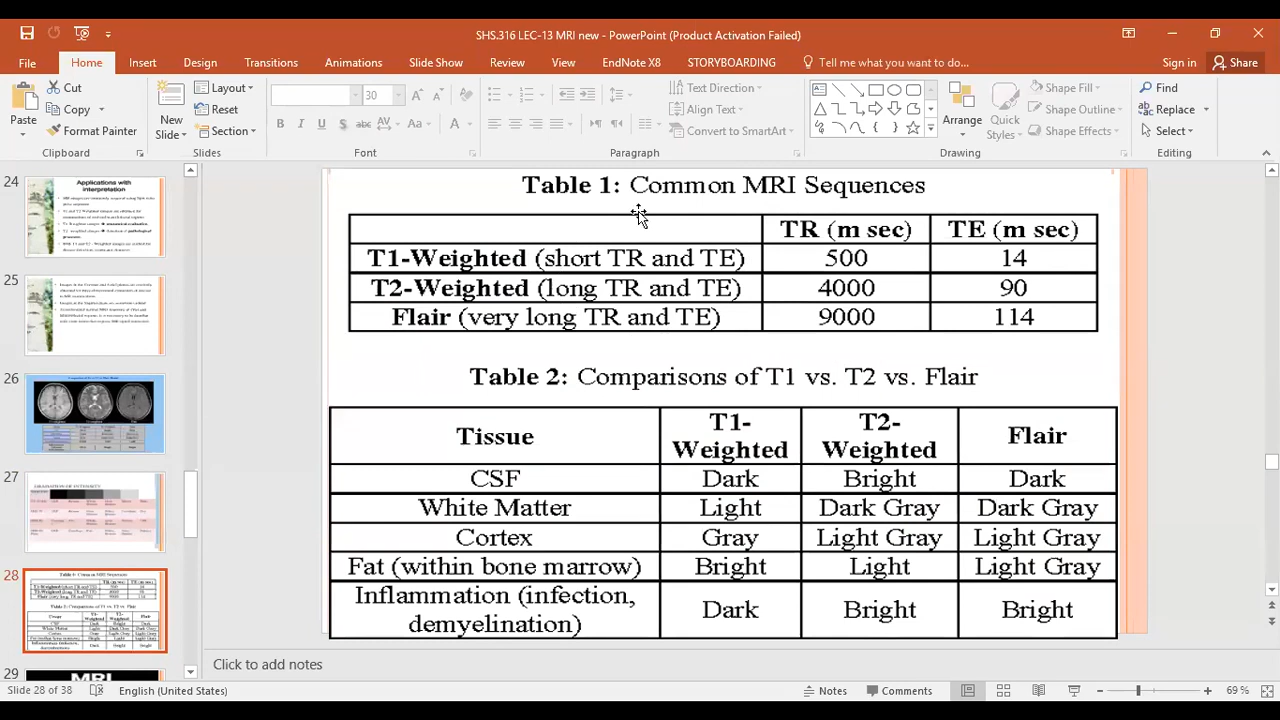 SHS.316 LEC-13 MRI new - PowerPoint (Product Activation Failed)
File Home Insert Design Transitions Animations Slide Show Review View EndNote X8 STORYBOARDING Tell me what you want to do... Sign in Share
Cut
Copy
Format Painter
Paste
Clipboard
New Slide
Layout
Reset
Section
Slides
30
B I U S abc AV Aa A
Font
Text Direction
Align Text
Convert to SmartArt
Paragraph
Arrange
Quick Styles
Shape Fill
Shape Outline
Shape Effects
Drawing
Find
Replace
Select
Editing
24
Applications with interpretation
25
26
27
28
29
MRI
Table 1: Common MRI Sequences
TR (m sec) TE (m sec)
T1-Weighted (short TR and TE) 500 14
T2-Weighted (long TR and TE) 4000 90
Flair (very long TR and TE) 9000 114
Table 2: Comparisons of T1 vs. T2 vs. Flair
Tissue T1-Weighted T2-Weighted Flair
CSF Dark Bright Dark
White Matter Light Dark Gray Dark Gray
Cortex Gray Light Gray Light Gray
Fat (within bone marrow) Bright Light Light Gray
Inflammation (infection, demyelination) Dark Bright Bright
Click to add notes
Slide 28 of 38 English (United States) Notes Comments 69 %